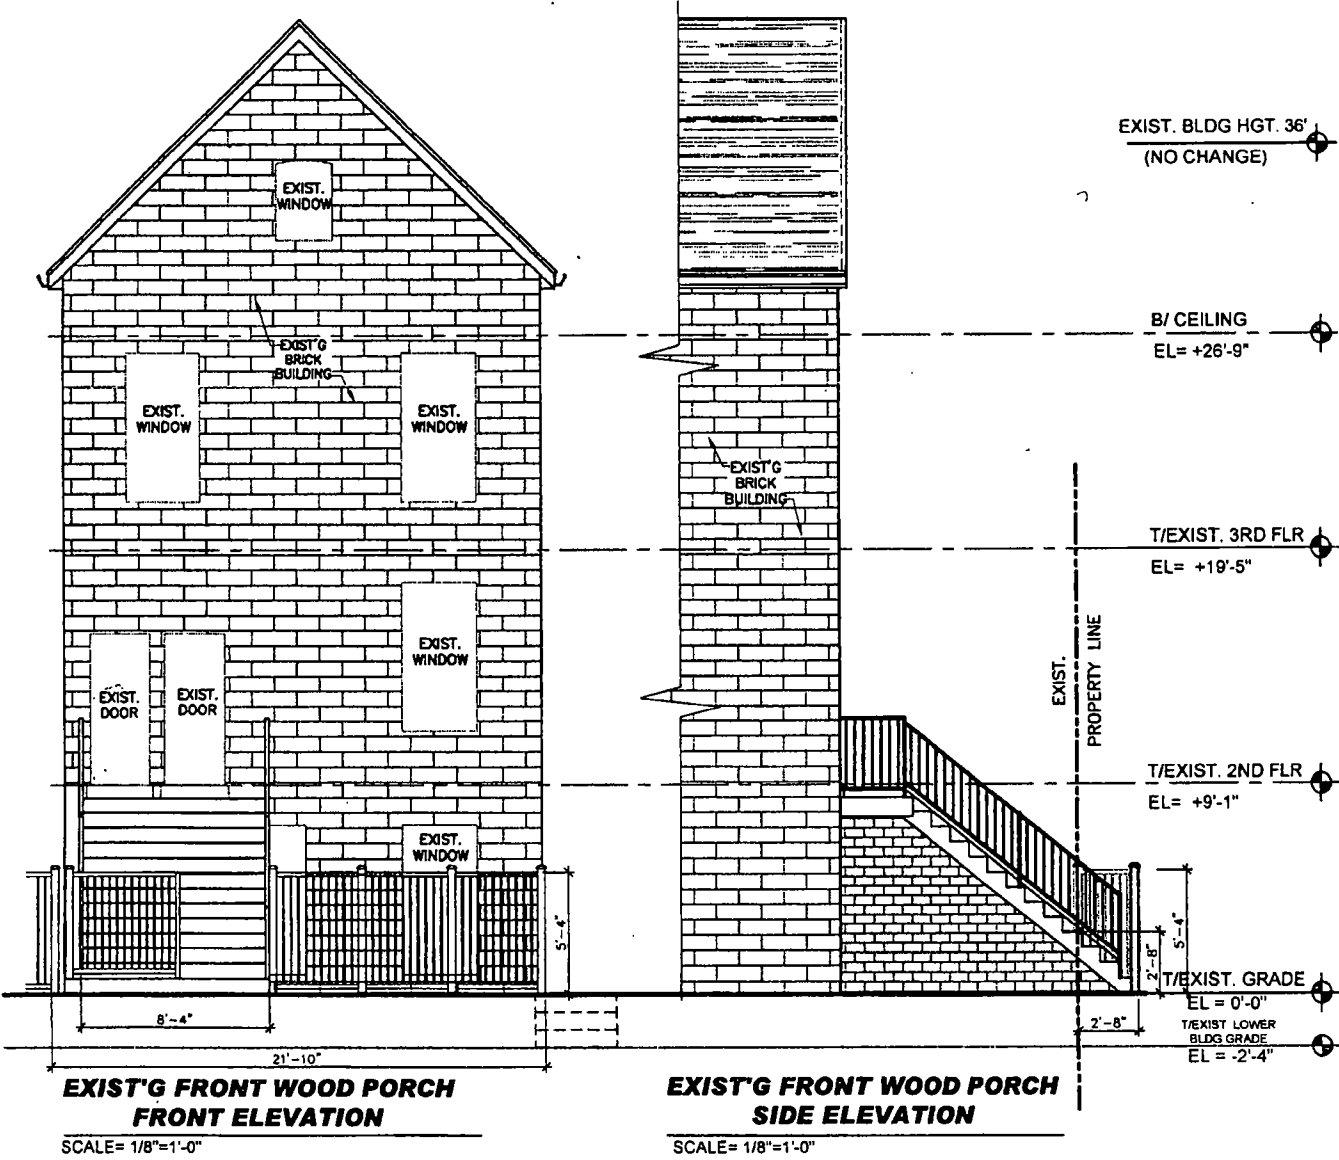 EXIST. BLDG HGT. 36'
(NO CHANGE)
EXIST.
WINDOW
B/ CEILING
EL= +26'-9"
EXIST'G
BRICK
BUILDING
EXIST.
WINDOW
EXIST.
WINDOW
EXIST'G
BRICK
BUILDING
T/EXIST. 3RD FLR
EL= +19'-5"
EXIST.
WINDOW
EXIST.
PROPERTY LINE
EXIST.
DOOR
EXIST.
DOOR
T/EXIST. 2ND FLR
EL= +9'-1"
EXIST.
WINDOW
5'-4"
5'-4"
2'-8"
T/EXIST. GRADE
EL = 0'-0"
8'-4"
2'-8"
T/EXIST LOWER
BLDG GRADE
EL = -2'-4"
21'-10"
EXIST'G FRONT WOOD PORCH
FRONT ELEVATION
SCALE= 1/8"=1'-0"
EXIST'G FRONT WOOD PORCH
SIDE ELEVATION
SCALE= 1/8"=1'-0"